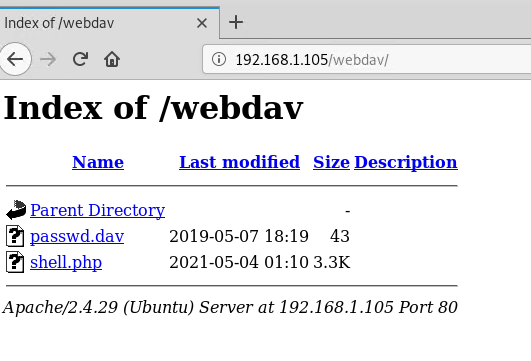 Index of /webdav
192.168.1.105/webdav/
Index of /webdav
Name Last modified Size Description
Parent Directory -
passwd.dav 2019-05-07 18:19 43
shell.php 2021-05-04 01:10 3.3K
Apache/2.4.29 (Ubuntu) Server at 192.168.1.105 Port 80